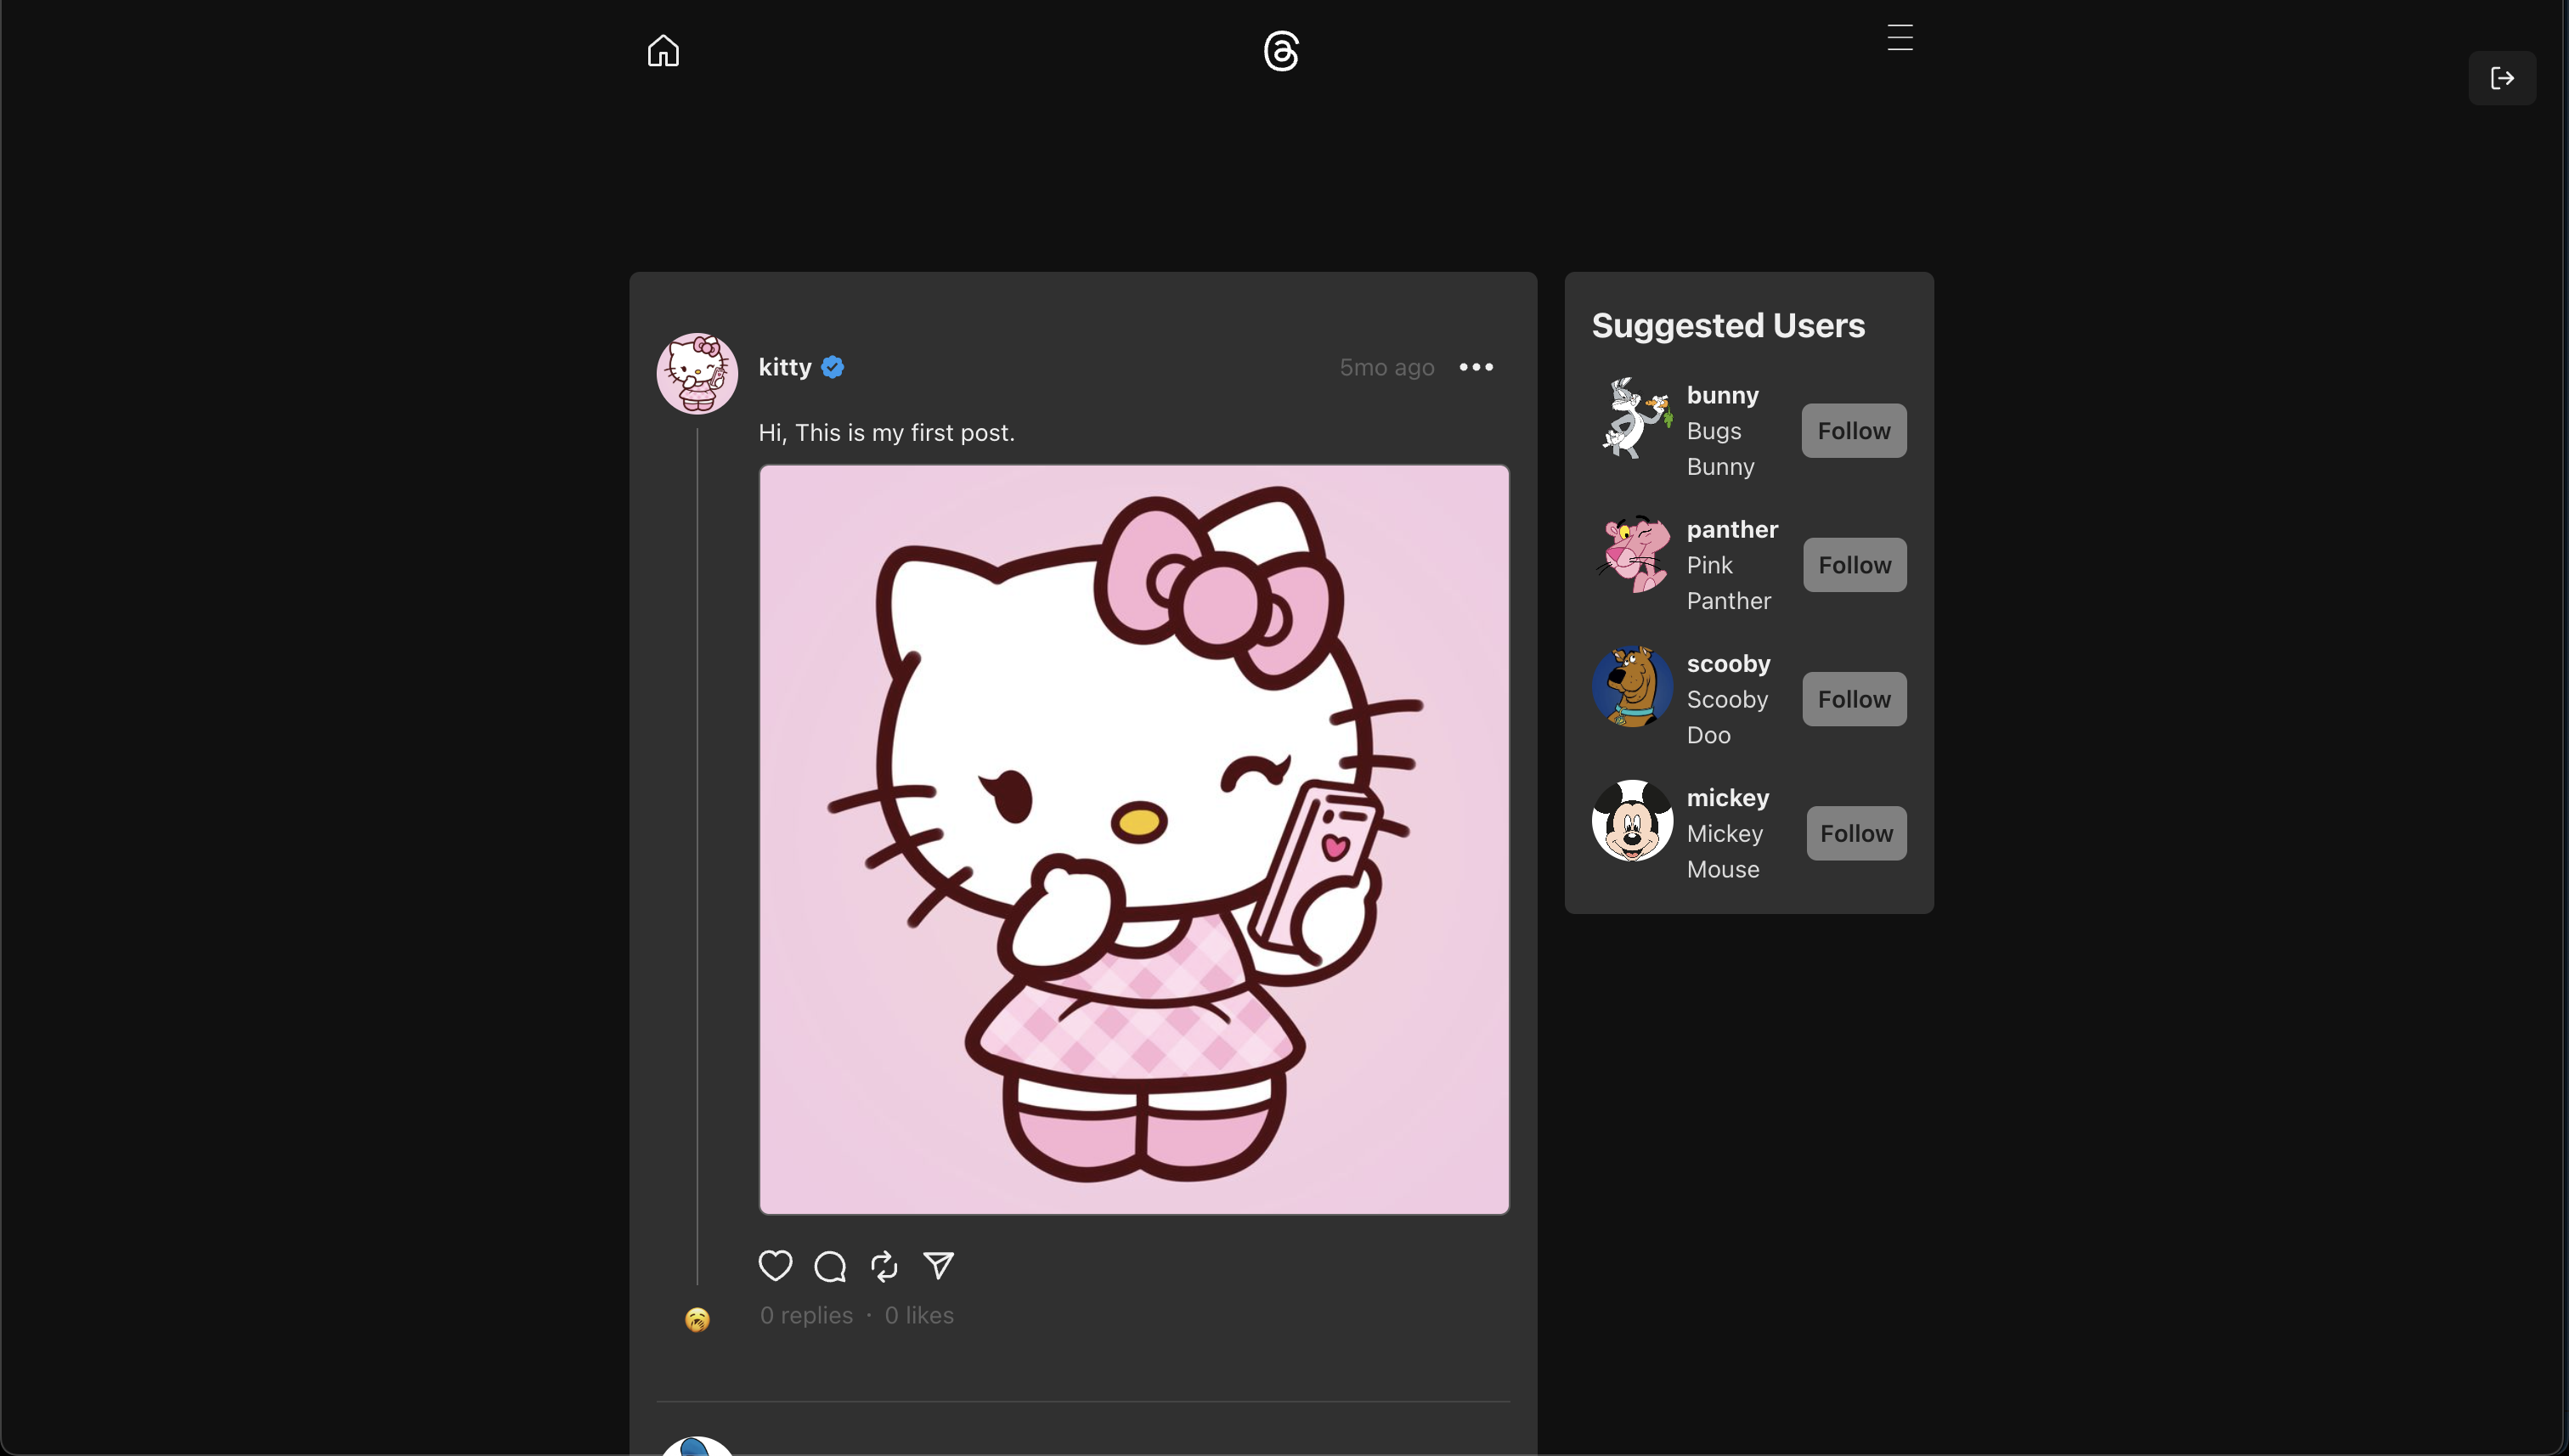 kitty
5mo ago
Hi, This is my first post.
0 replies · 0 likes
Suggested Users
bunny
Bugs
Bunny
Follow
panther
Pink
Panther
Follow
scooby
Scooby
Doo
Follow
mickey
Mickey
Mouse
Follow